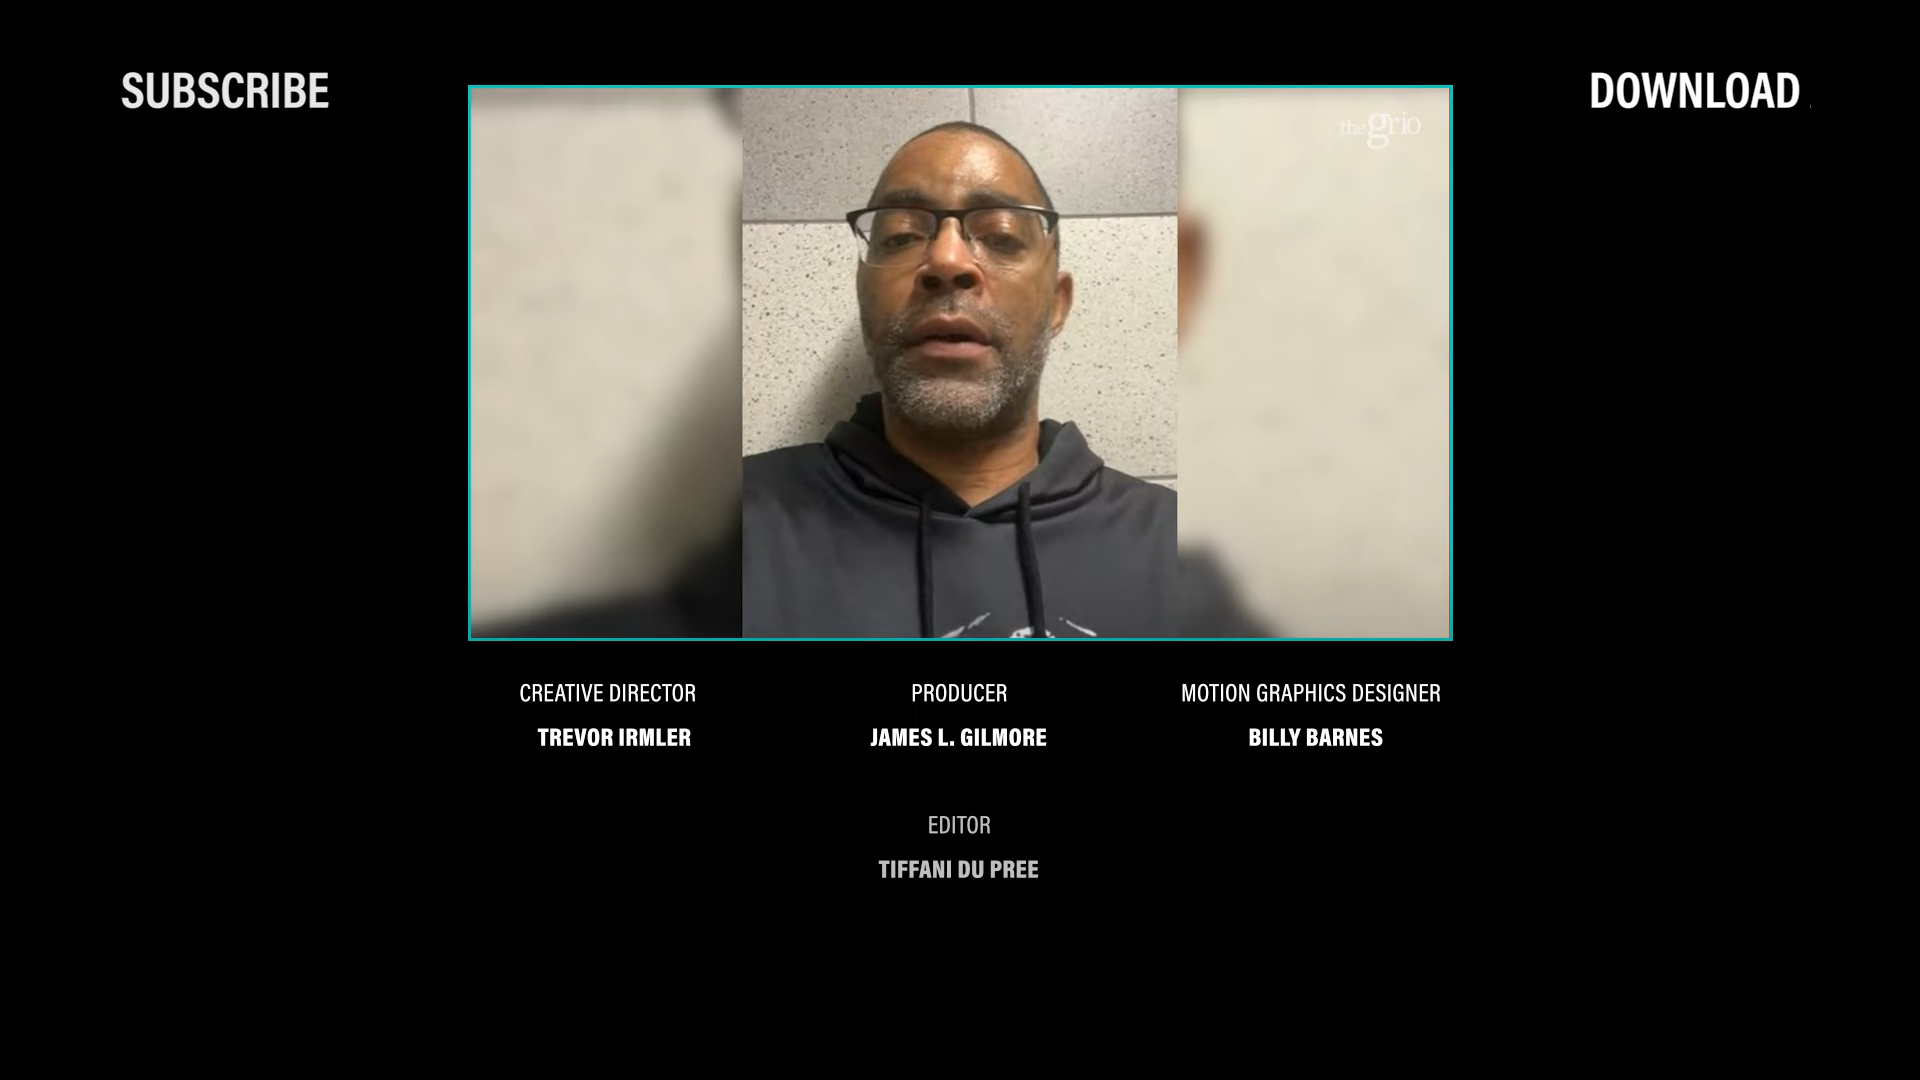 SUBSCRIBE
DOWNLOAD
thegrio
CREATIVE DIRECTOR
TREVOR IRMLER
PRODUCER
JAMES L. GILMORE
MOTION GRAPHICS DESIGNER
BILLY BARNES
EDITOR
TIFFANI DU PREE